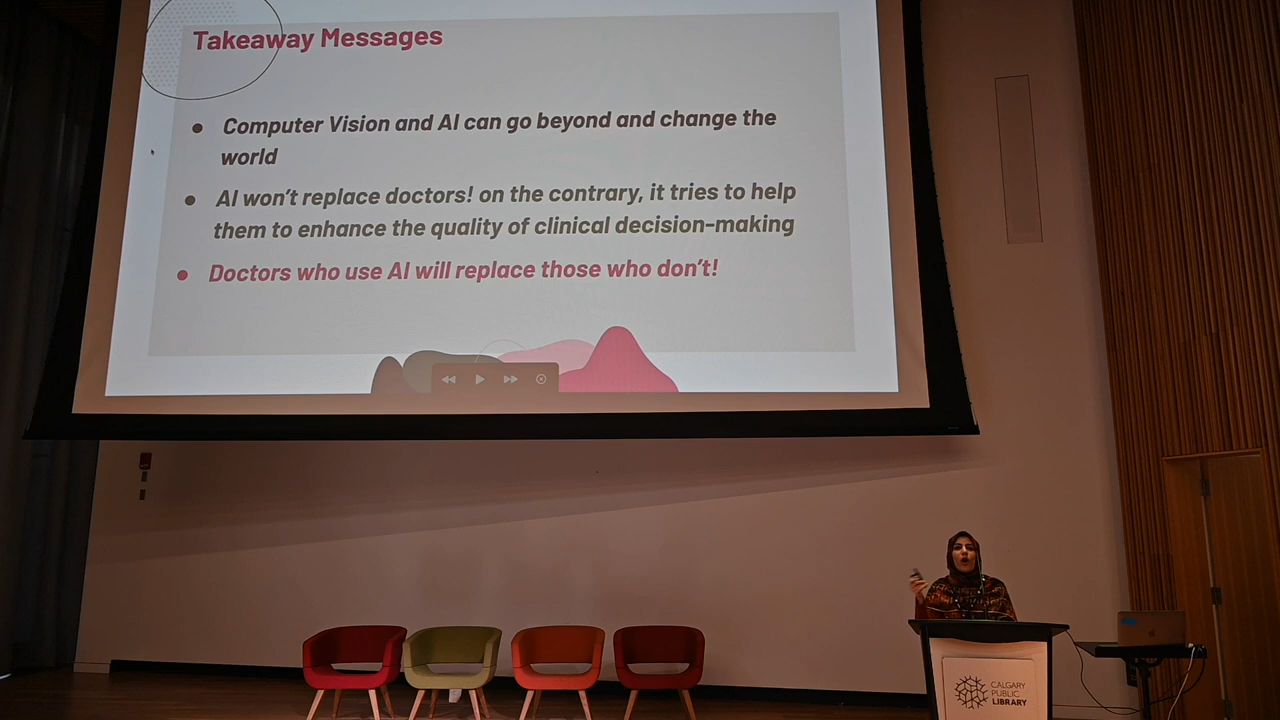 Takeaway Messages
Computer Vision and AI can go beyond and change the
world
AI won't replace doctors! on the contrary, it tries to help
them to enhance the quality of clinical decision-making
Doctors who use AI will replace those who don't!
CALGARY
PUBLIC
LIBRARY